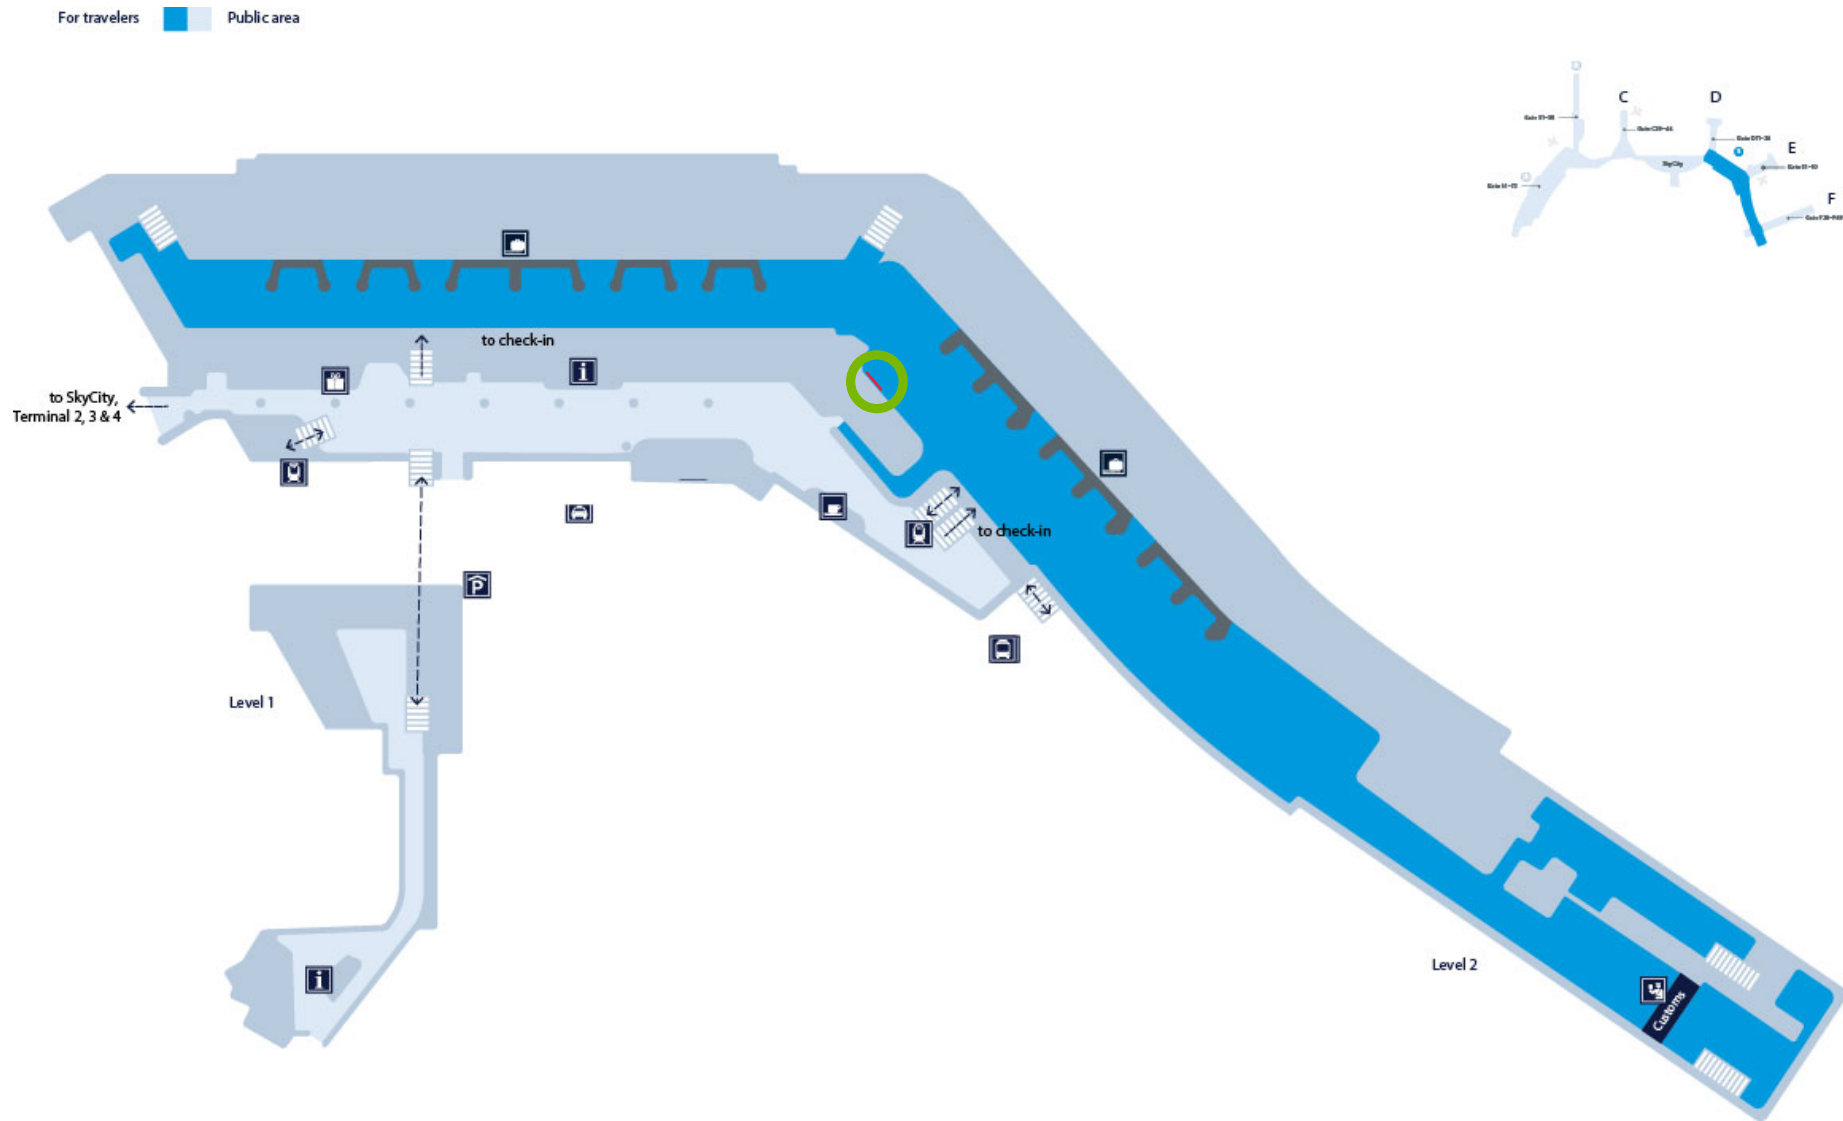 For travelers
Public area
C
D
E
F
SkyCity
to check-in
to SkyCity,
Terminal 2, 3 & 4
i
to check-in
P
Level 1
i
Level 2
Customs